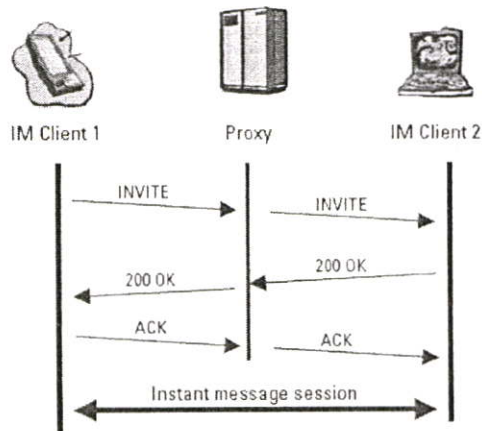 IM Client 1
Proxy
IM Client 2
INVITE
INVITE
200 OK
200 OK
ACK
ACK
Instant message session